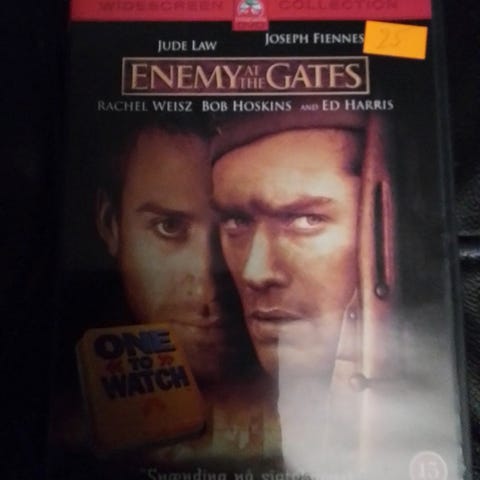 WIDESCREEN COLLECTION
JUDE LAW JOSEPH FIENNES
25
ENEMY AT THE GATES
RACHEL WEISZ BOB HOSKINS AND ED HARRIS
ONE
TO
WATCH
15